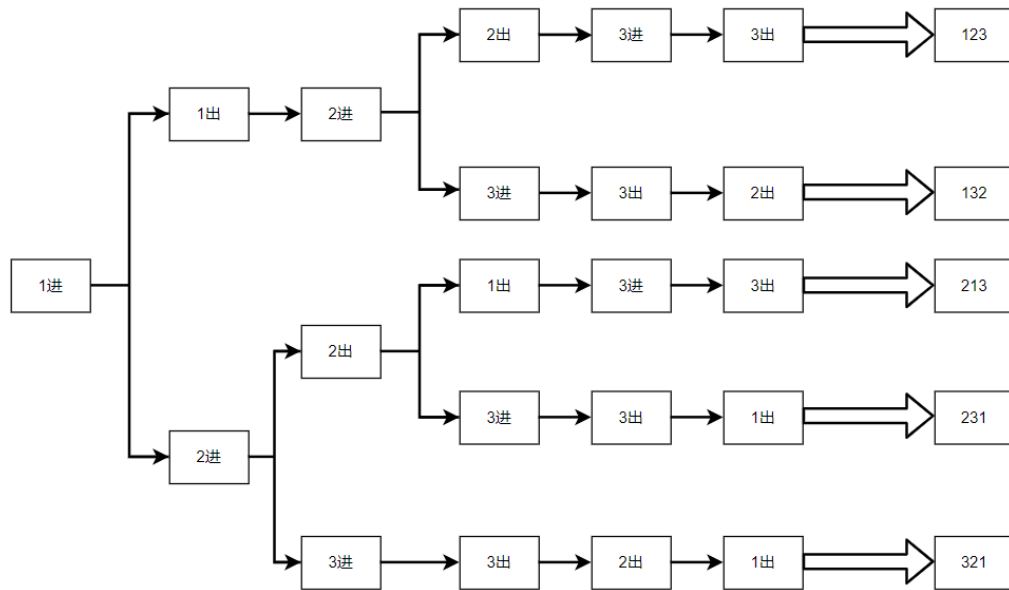 2出 3进 3出 123
1出 2进
3进 3出 2出 132
1进 1出 3进 3出 213
2出
3进 3出 1出 231
2进
3进 3出 2出 1出 321